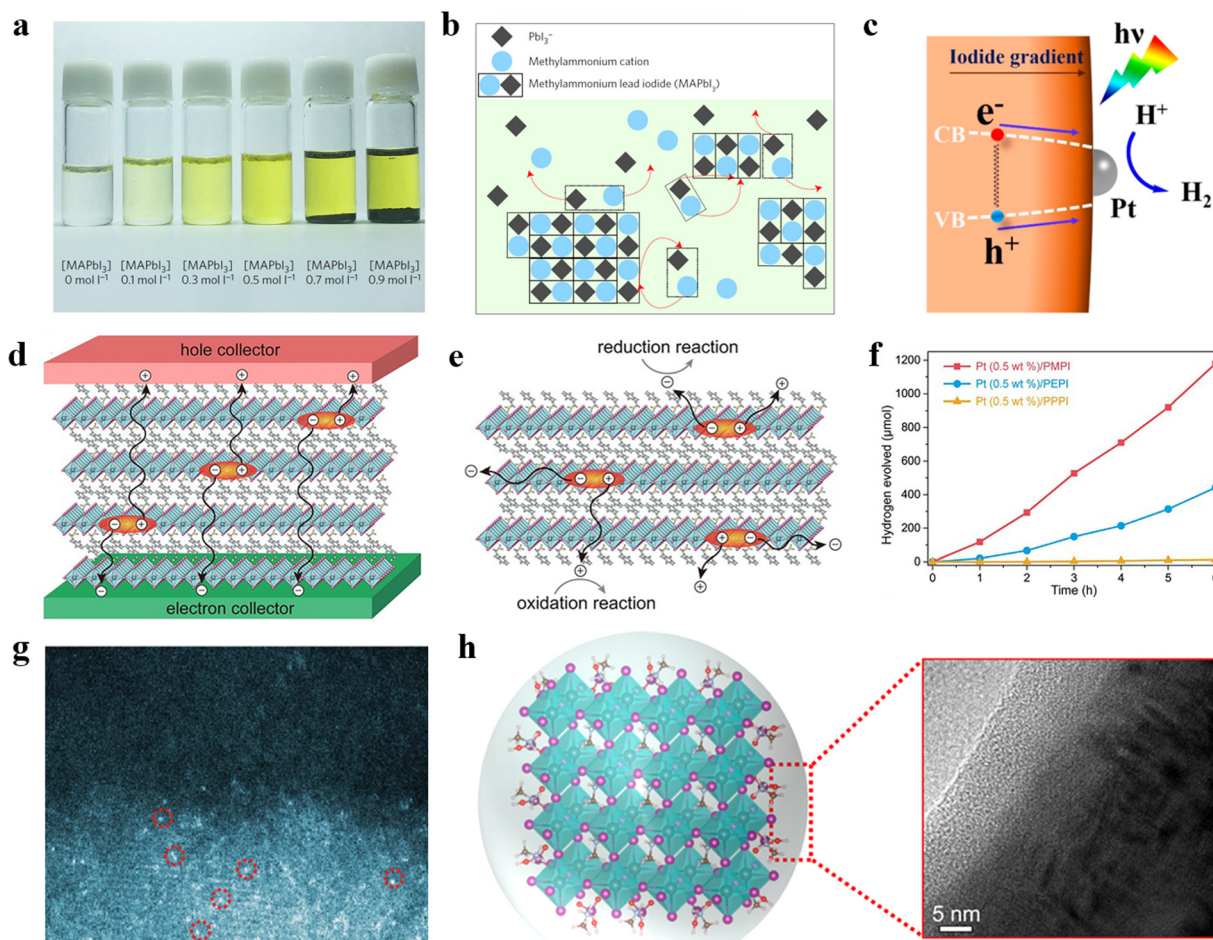 a
[MAPbI₃] [MAPbI₃] [MAPbI₃] [MAPbI₃] [MAPbI₃] [MAPbI₃]
0 mol l⁻¹ 0.1 mol l⁻¹ 0.3 mol l⁻¹ 0.5 mol l⁻¹ 0.7 mol l⁻¹ 0.9 mol l⁻¹
b
PbI₃⁻
Methylammonium cation
Methylammonium lead iodide (MAPbI₃)
c
hν
Iodide gradient
e⁻
H⁺
CB
H₂
Pt
VB
h⁺
d
hole collector
electron collector
e
reduction reaction
oxidation reaction
f
Hydrogen evolved (μmol)
1200
1000
800
600
400
200
0
Pt (0.5 wt %)/PMPI
Pt (0.5 wt %)/PEPI
Pt (0.5 wt %)/PPPI
0 1 2 3 4 5
Time (h)
g
h
5 nm